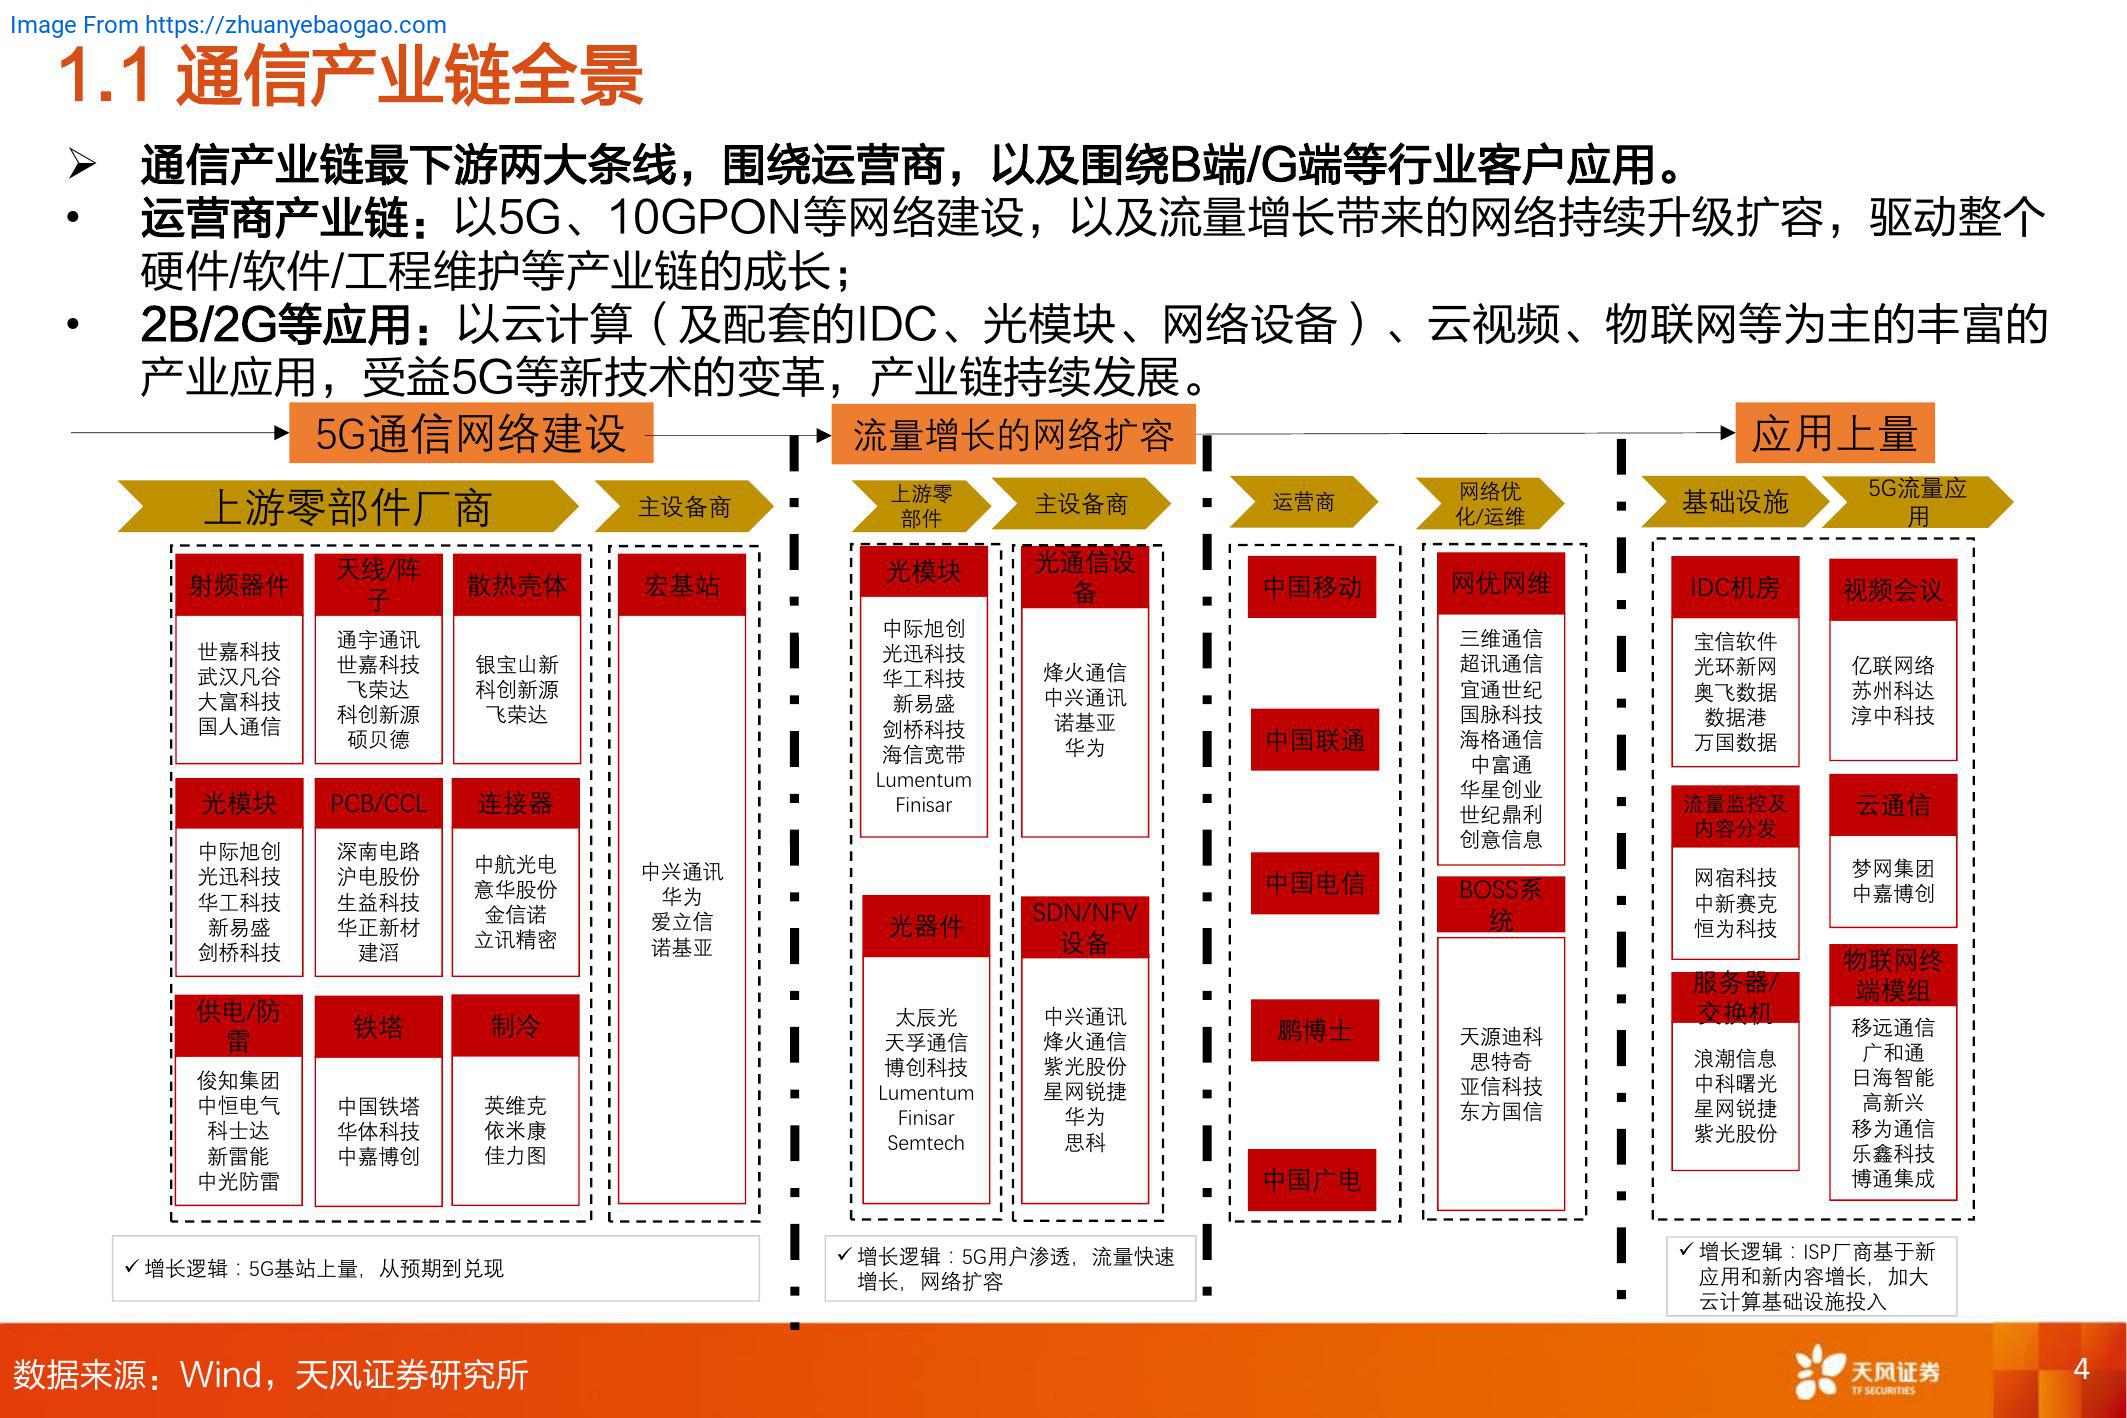 Image From https://zhuanyebaogao.com
1.1 通信产业链全景
➢ 通信产业链最下游两大条线，围绕运营商，以及围绕B端/G端等行业客户应用。
• 运营商产业链：以5G、10GPON等网络建设，以及流量增长带来的网络持续升级扩容，驱动整个
硬件/软件/工程维护等产业链的成长；
• 2B/2G等应用：以云计算（及配套的IDC、光模块、网络设备）、云视频、物联网等为主的丰富的
产业应用，受益5G等新技术的变革，产业链持续发展。
5G通信网络建设
上游零部件厂商
主设备商
射频器件
世嘉科技
武汉凡谷
大富科技
国人通信
天线/阵
子
通宇通讯
世嘉科技
飞荣达
科创新源
硕贝德
散热壳体
银宝山新
科创新源
飞荣达
光模块
中际旭创
光迅科技
华工科技
新易盛
剑桥科技
PCB/CCL
深南电路
沪电股份
生益科技
华正新材
建滔
连接器
中航光电
意华股份
金信诺
立讯精密
供电/防
雷
俊知集团
中恒电气
科士达
新雷能
中光防雷
铁塔
中国铁塔
华体科技
中嘉博创
制冷
英维克
依米康
佳力图
宏基站
中兴通讯
华为
爱立信
诺基亚
✓ 增长逻辑：5G基站上量，从预期到兑现
流量增长的网络扩容
上游零
部件
主设备商
光模块
中际旭创
光迅科技
华工科技
新易盛
剑桥科技
海信宽带
Lumentum
Finisar
光器件
太辰光
天孚通信
博创科技
Lumentum
Finisar
Semtech
光通信设
备
烽火通信
中兴通讯
诺基亚
华为
SDN/NFV
设备
中兴通讯
烽火通信
紫光股份
星网锐捷
华为
思科
✓ 增长逻辑：5G用户渗透，流量快速
增长，网络扩容
运营商
中国移动
中国联通
中国电信
鹏博士
中国广电
网络优
化/运维
网优网维
三维通信
超讯通信
宜通世纪
国脉科技
海格通信
中富通
华星创业
世纪鼎利
创意信息
BOSS系
统
天源迪科
思特奇
亚信科技
东方国信
应用上量
基础设施
5G流量应
用
IDC机房
宝信软件
光环新网
奥飞数据
数据港
万国数据
流量监控及
内容分发
网宿科技
中新赛克
恒为科技
服务器/
交换机
浪潮信息
中科曙光
星网锐捷
紫光股份
视频会议
亿联网络
苏州科达
淳中科技
云通信
梦网集团
中嘉博创
物联网终
端模组
移远通信
广和通
日海智能
高新兴
移为通信
乐鑫科技
博通集成
✓ 增长逻辑：ISP厂商基于新
应用和新内容增长，加大
云计算基础设施投入
数据来源：Wind，天风证券研究所
天风证券
TF SECURITIES
4